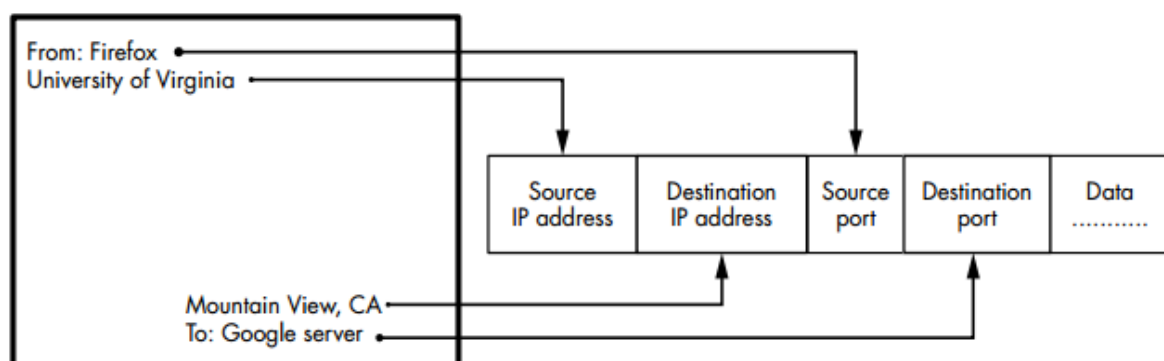 From: Firefox
University of Virginia
Source
IP address
Destination
IP address
Source
port
Destination
port
Data
...........
Mountain View, CA
To: Google server